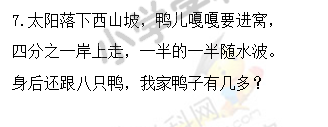 7.太阳落下西山坡，鸭儿嘎嘎要进窝，
四分之一岸上走，一半的一半随水波。
身后还跟八只鸭，我家鸭子有几多？